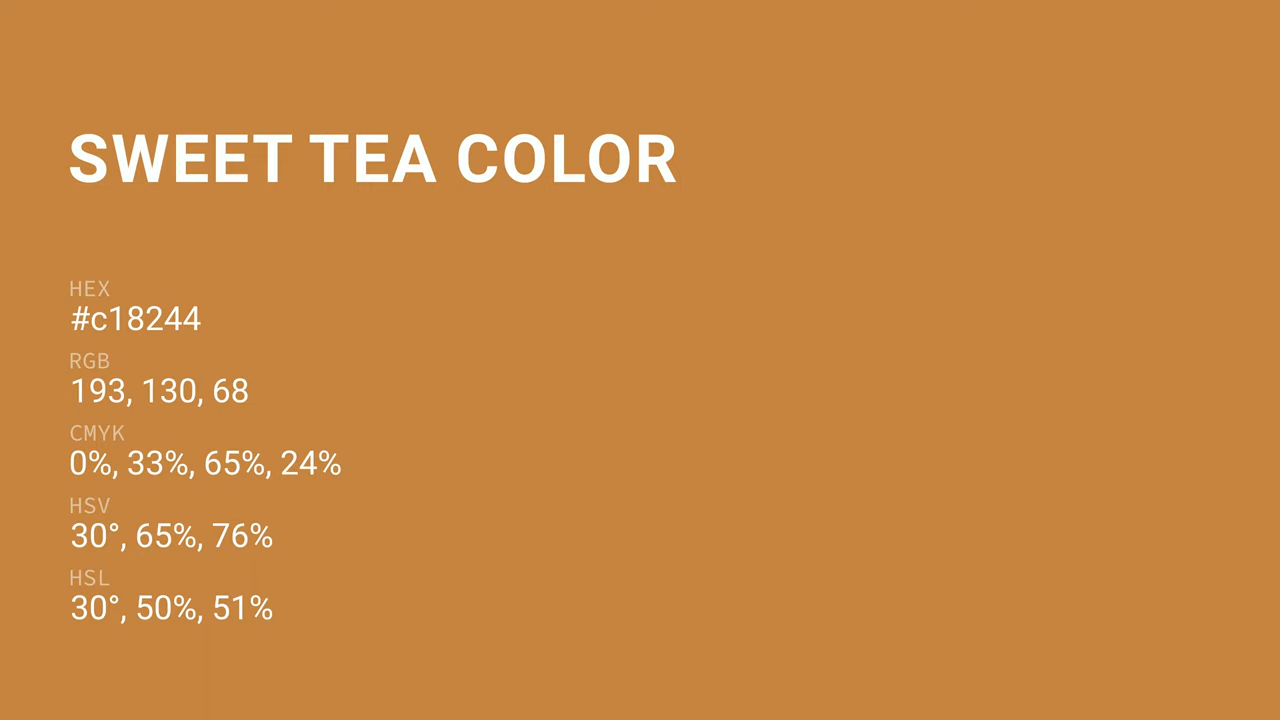 SWEET TEA COLOR
HEX
#c18244
RGB
193, 130, 68
CMYK
0%, 33%, 65%, 24%
HSV
30°, 65%, 76%
HSL
30°, 50%, 51%